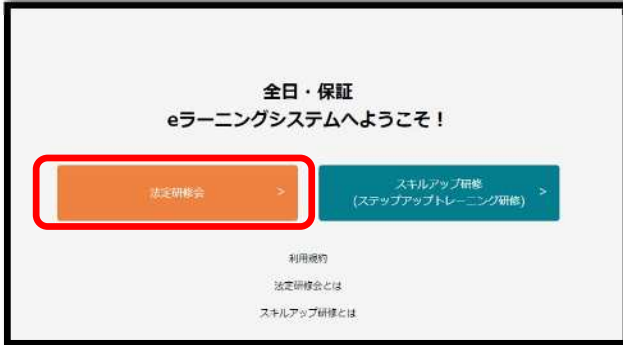 全日・保証
eラーニングシステムへようこそ！
法定研修会 >
スキルアップ研修
(ステップアップトレーニング研修) >
利用規約
法定研修会とは
スキルアップ研修とは